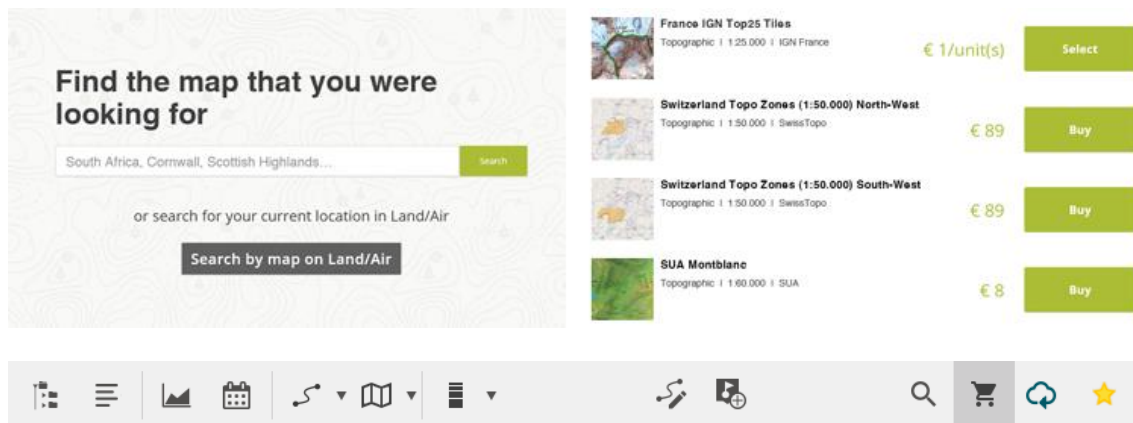 Find the map that you were
looking for
South Africa, Cornwall, Scottish Highlands...
Search
or search for your current location in Land/Air
Search by map on Land/Air
France IGN Top25 Tiles
Topographic | 1:25.000 | IGN France
€ 1/unit(s)
Select
Switzerland Topo Zones (1:50.000) North-West
Topographic | 1:50.000 | SwissTopo
€ 89
Buy
Switzerland Topo Zones (1:50.000) South-West
Topographic | 1:50.000 | SwissTopo
€ 89
Buy
SUA Montblanc
Topographic | 1:60.000 | SUA
€ 8
Buy